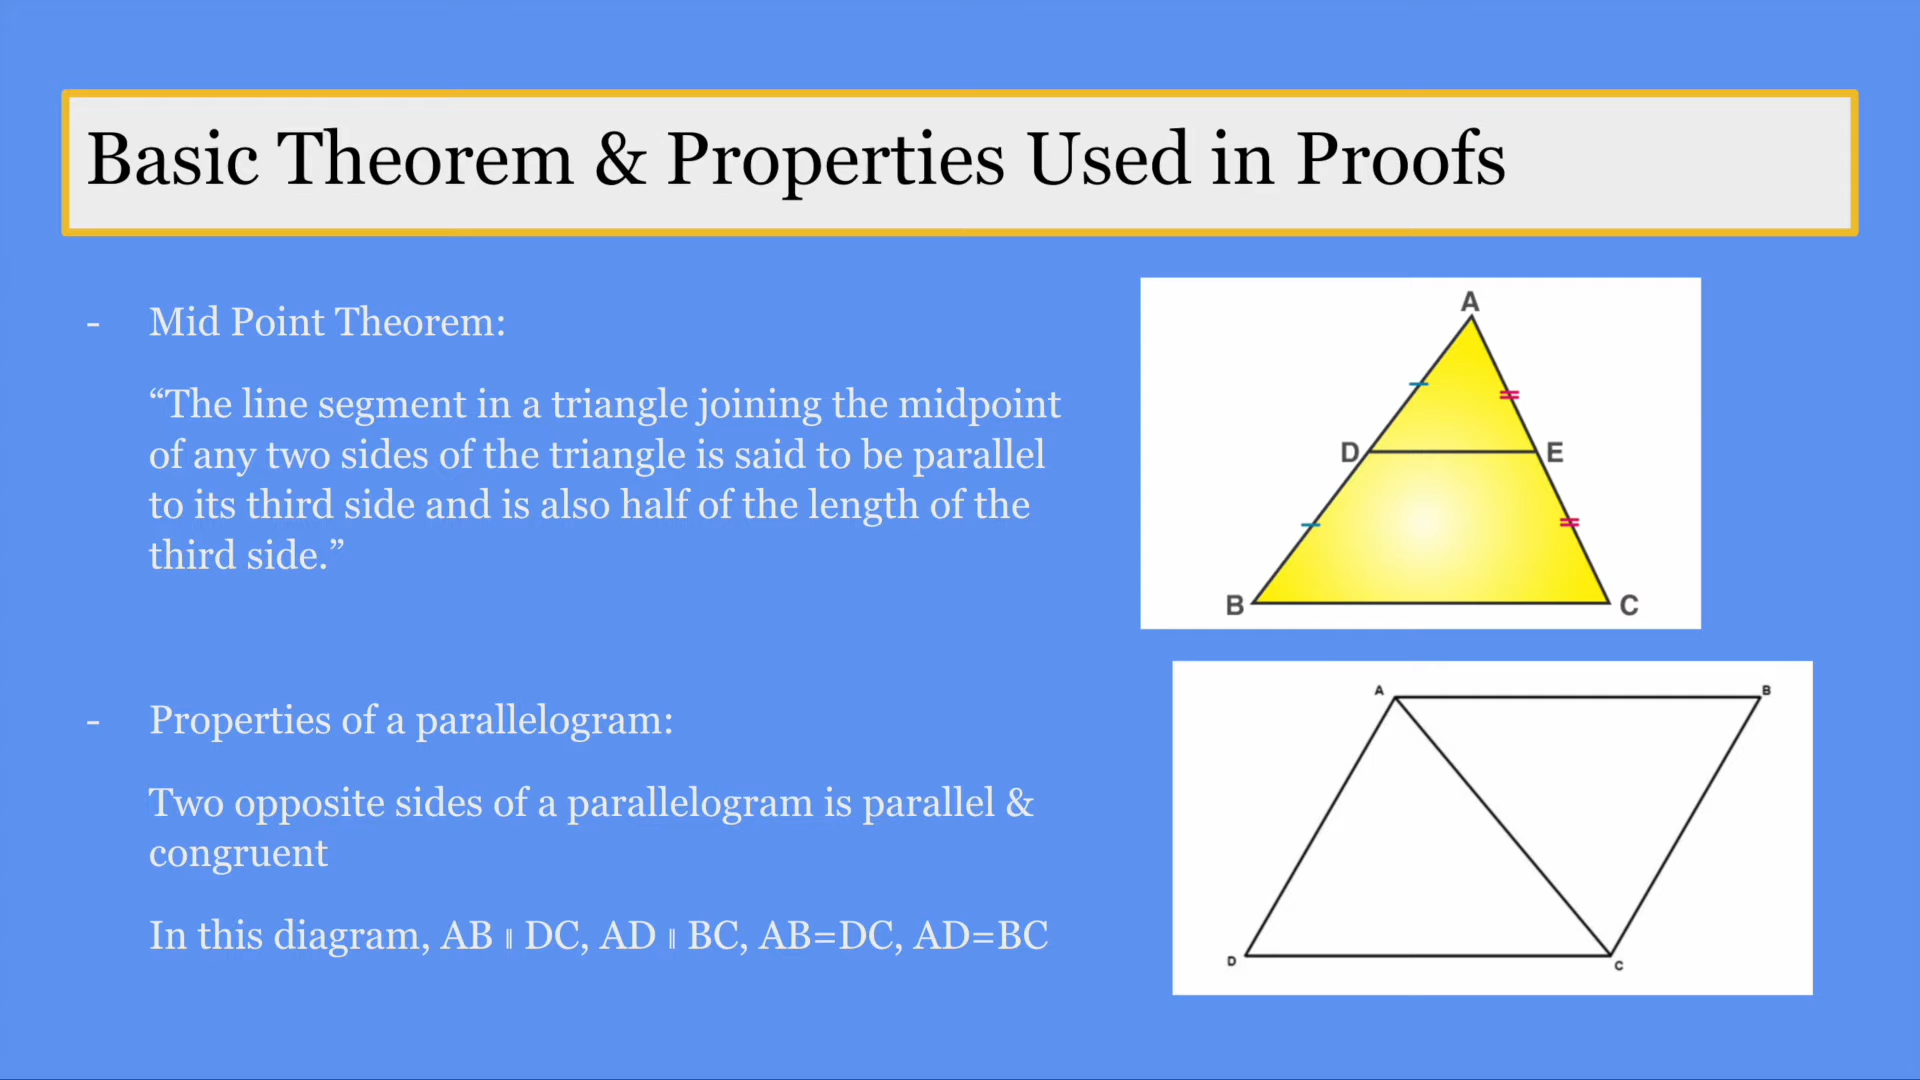 Basic Theorem & Properties Used in Proofs
- Mid Point Theorem:
“The line segment in a triangle joining the midpoint
of any two sides of the triangle is said to be parallel
to its third side and is also half of the length of the
third side.”
A
D E
B C
- Properties of a parallelogram:
Two opposite sides of a parallelogram is parallel &
congruent
In this diagram, AB ∥ DC, AD ∥ BC, AB=DC, AD=BC
A B
D C